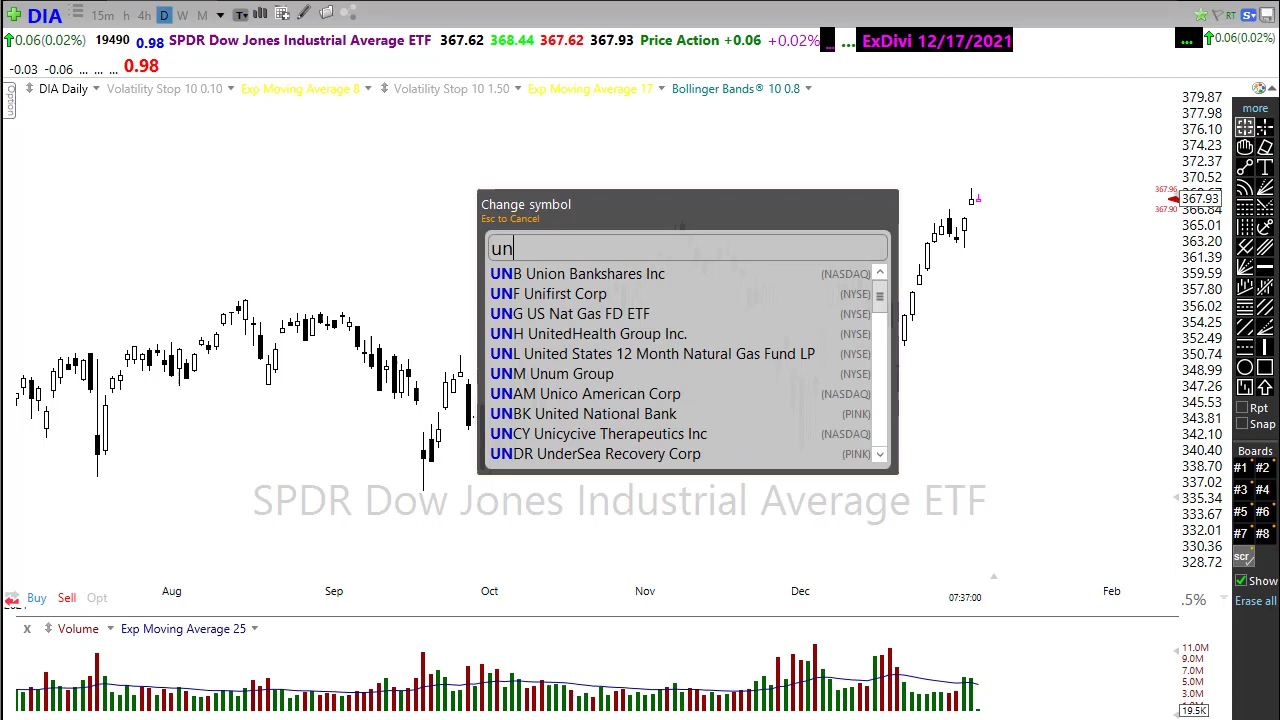 DIA 15m h 4h D W M T RT S
0.06(0.02%) 19490 0.98 SPDR Dow Jones Industrial Average ETF 367.62 368.44 367.62 367.93 Price Action +0.06 +0.02% ... ... ExDivi 12/17/2021 ... 0.06(0.02%)
-0.03 -0.06 ... ... ... 0.98
Option
DIA Daily Volatility Stop 10 0.10 Exp Moving Average 8 Volatility Stop 10 1.50 Exp Moving Average 17 Bollinger Bands® 10 0.8
379.87
377.98
376.10
374.23
372.37
370.52
367.96
367.93
367.90
366.84
365.01
363.20
361.39
359.59
357.80
356.02
354.25
352.49
350.74
348.99
347.26
345.53
343.81
342.10
340.40
338.70
337.02
335.34
333.67
332.01
330.36
328.72
.5%
Change symbol
Esc to Cancel
un
UNB Union Bankshares Inc (NASDAQ)
UNF Unifirst Corp (NYSE)
UNG US Nat Gas FD ETF (NYSE)
UNH UnitedHealth Group Inc. (NYSE)
UNL United States 12 Month Natural Gas Fund LP (NYSE)
UNM Unum Group (NYSE)
UNAM Unico American Corp (NASDAQ)
UNBK United National Bank (PINK)
UNCY Unicycive Therapeutics Inc (NASDAQ)
UNDR UnderSea Recovery Corp (PINK)
SPDR Dow Jones Industrial Average ETF
more
T
Rpt
Snap
Boards
#1 #2
#3 #4
#5 #6
#7 #8
scr
Show
Erase all
Buy Sell Opt
Aug Sep Oct Nov Dec 07:37:00 Feb
X Volume Exp Moving Average 25
11.0M
9.0M
7.0M
5.0M
3.0M
19.5K